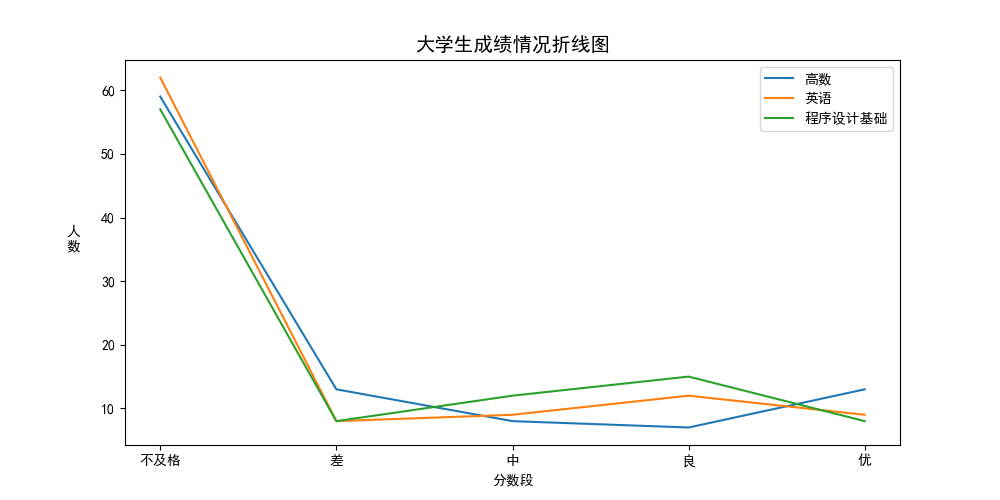 大学生成绩情况折线图
高数
英语
程序设计基础
60
50
40
30
20
10
人
数
不及格 差 中 良 优
分数段